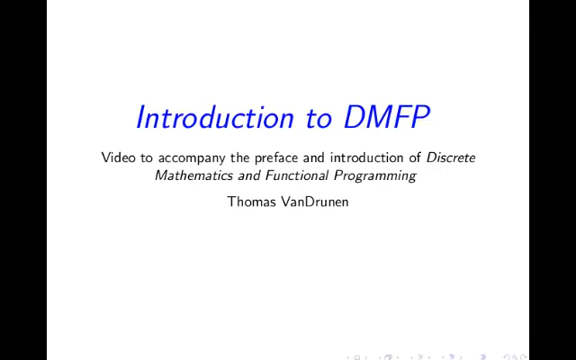 Introduction to DMFP
Video to accompany the preface and introduction of Discrete
Mathematics and Functional Programming
Thomas VanDrunen